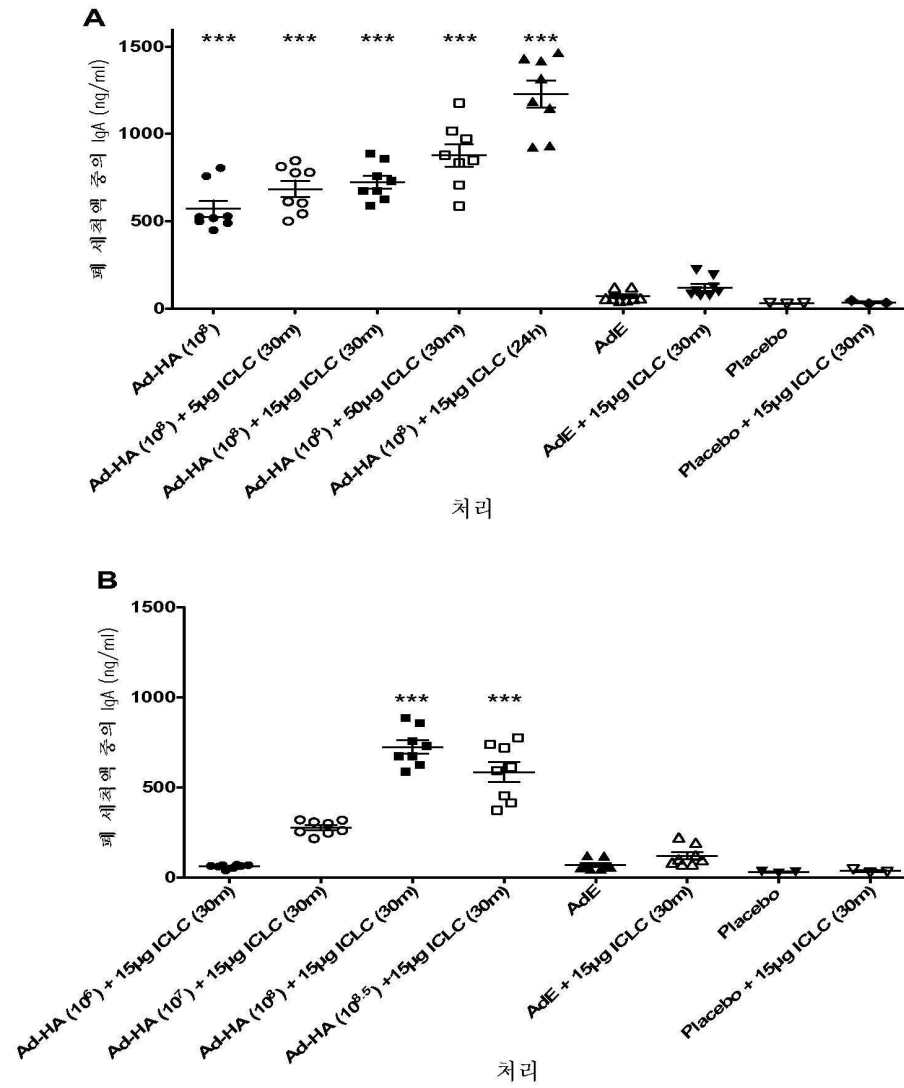 A
*** *** *** *** ***
폐 세척액 중의 IgA (ng/ml)
1500
1000
500
0
Ad-HA (10⁸)
Ad-HA (10⁸) + 5µg ICLC (30m)
Ad-HA (10⁸) + 15µg ICLC (30m)
Ad-HA (10⁸) + 50µg ICLC (30m)
Ad-HA (10⁸) + 15µg ICLC (24h)
AdE
AdE + 15µg ICLC (30m)
Placebo
Placebo + 15µg ICLC (30m)
처리
B
폐 세척액 중의 IgA (ng/ml)
1500
1000
500
0
*** ***
Ad-HA (10⁶) + 15µg ICLC (30m)
Ad-HA (10⁷) + 15µg ICLC (30m)
Ad-HA (10⁸) + 15µg ICLC (30m)
Ad-HA (10⁸·⁵) +15µg ICLC (30m)
AdE
AdE + 15µg ICLC (30m)
Placebo
Placebo + 15µg ICLC (30m)
처리